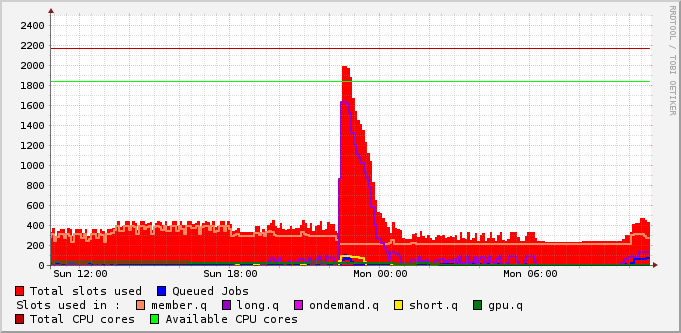 2400
2200
2000
1800
1600
1400
1200
1000
800
600
400
200
0
Sun 12:00 Sun 18:00 Mon 00:00 Mon 06:00
RRDTOOL / TOBI OETIKER
Total slots used Queued Jobs
Slots used in : member.q long.q ondemand.q short.q gpu.q
Total CPU cores Available CPU cores